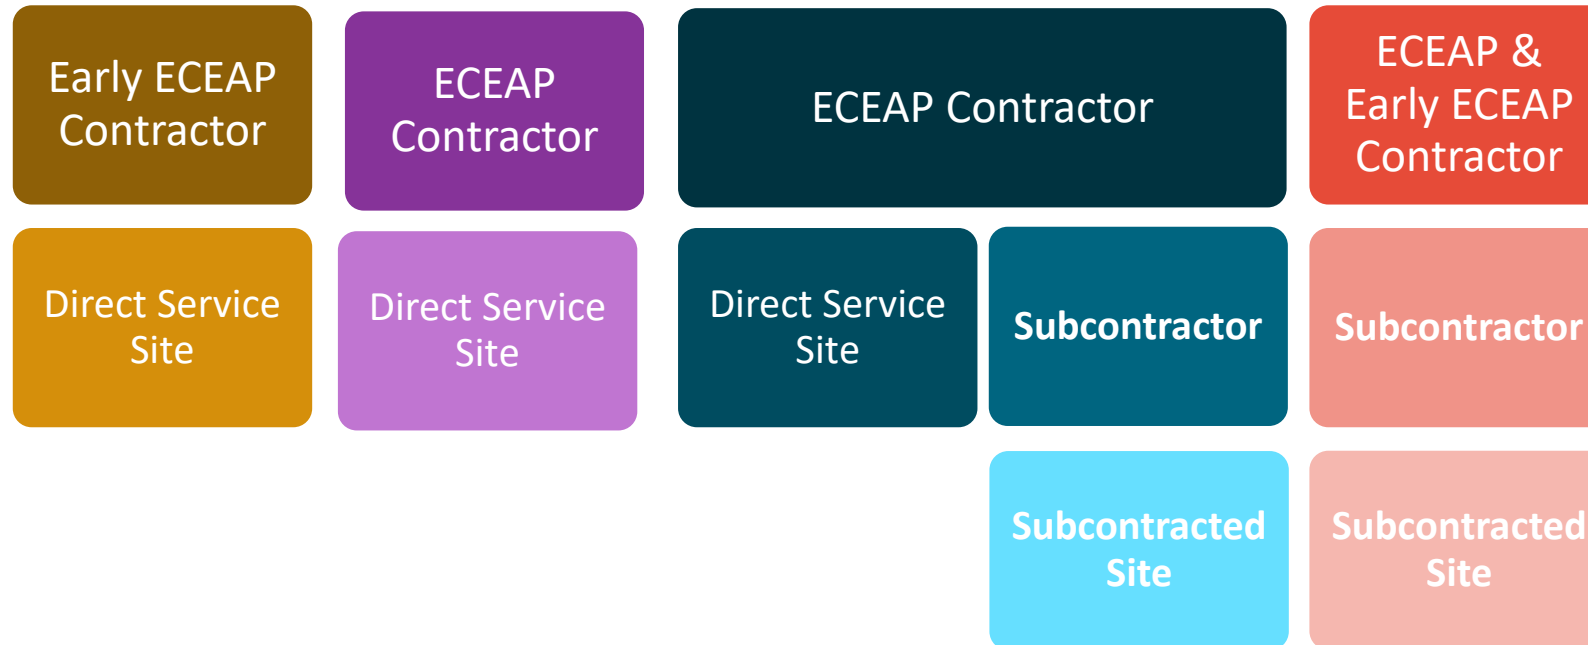 Early ECEAP
Contractor
ECEAP
Contractor
ECEAP Contractor
ECEAP &
Early ECEAP
Contractor
Direct Service
Site
Direct Service
Site
Direct Service
Site
Subcontractor
Subcontractor
Subcontracted
Site
Subcontracted
Site